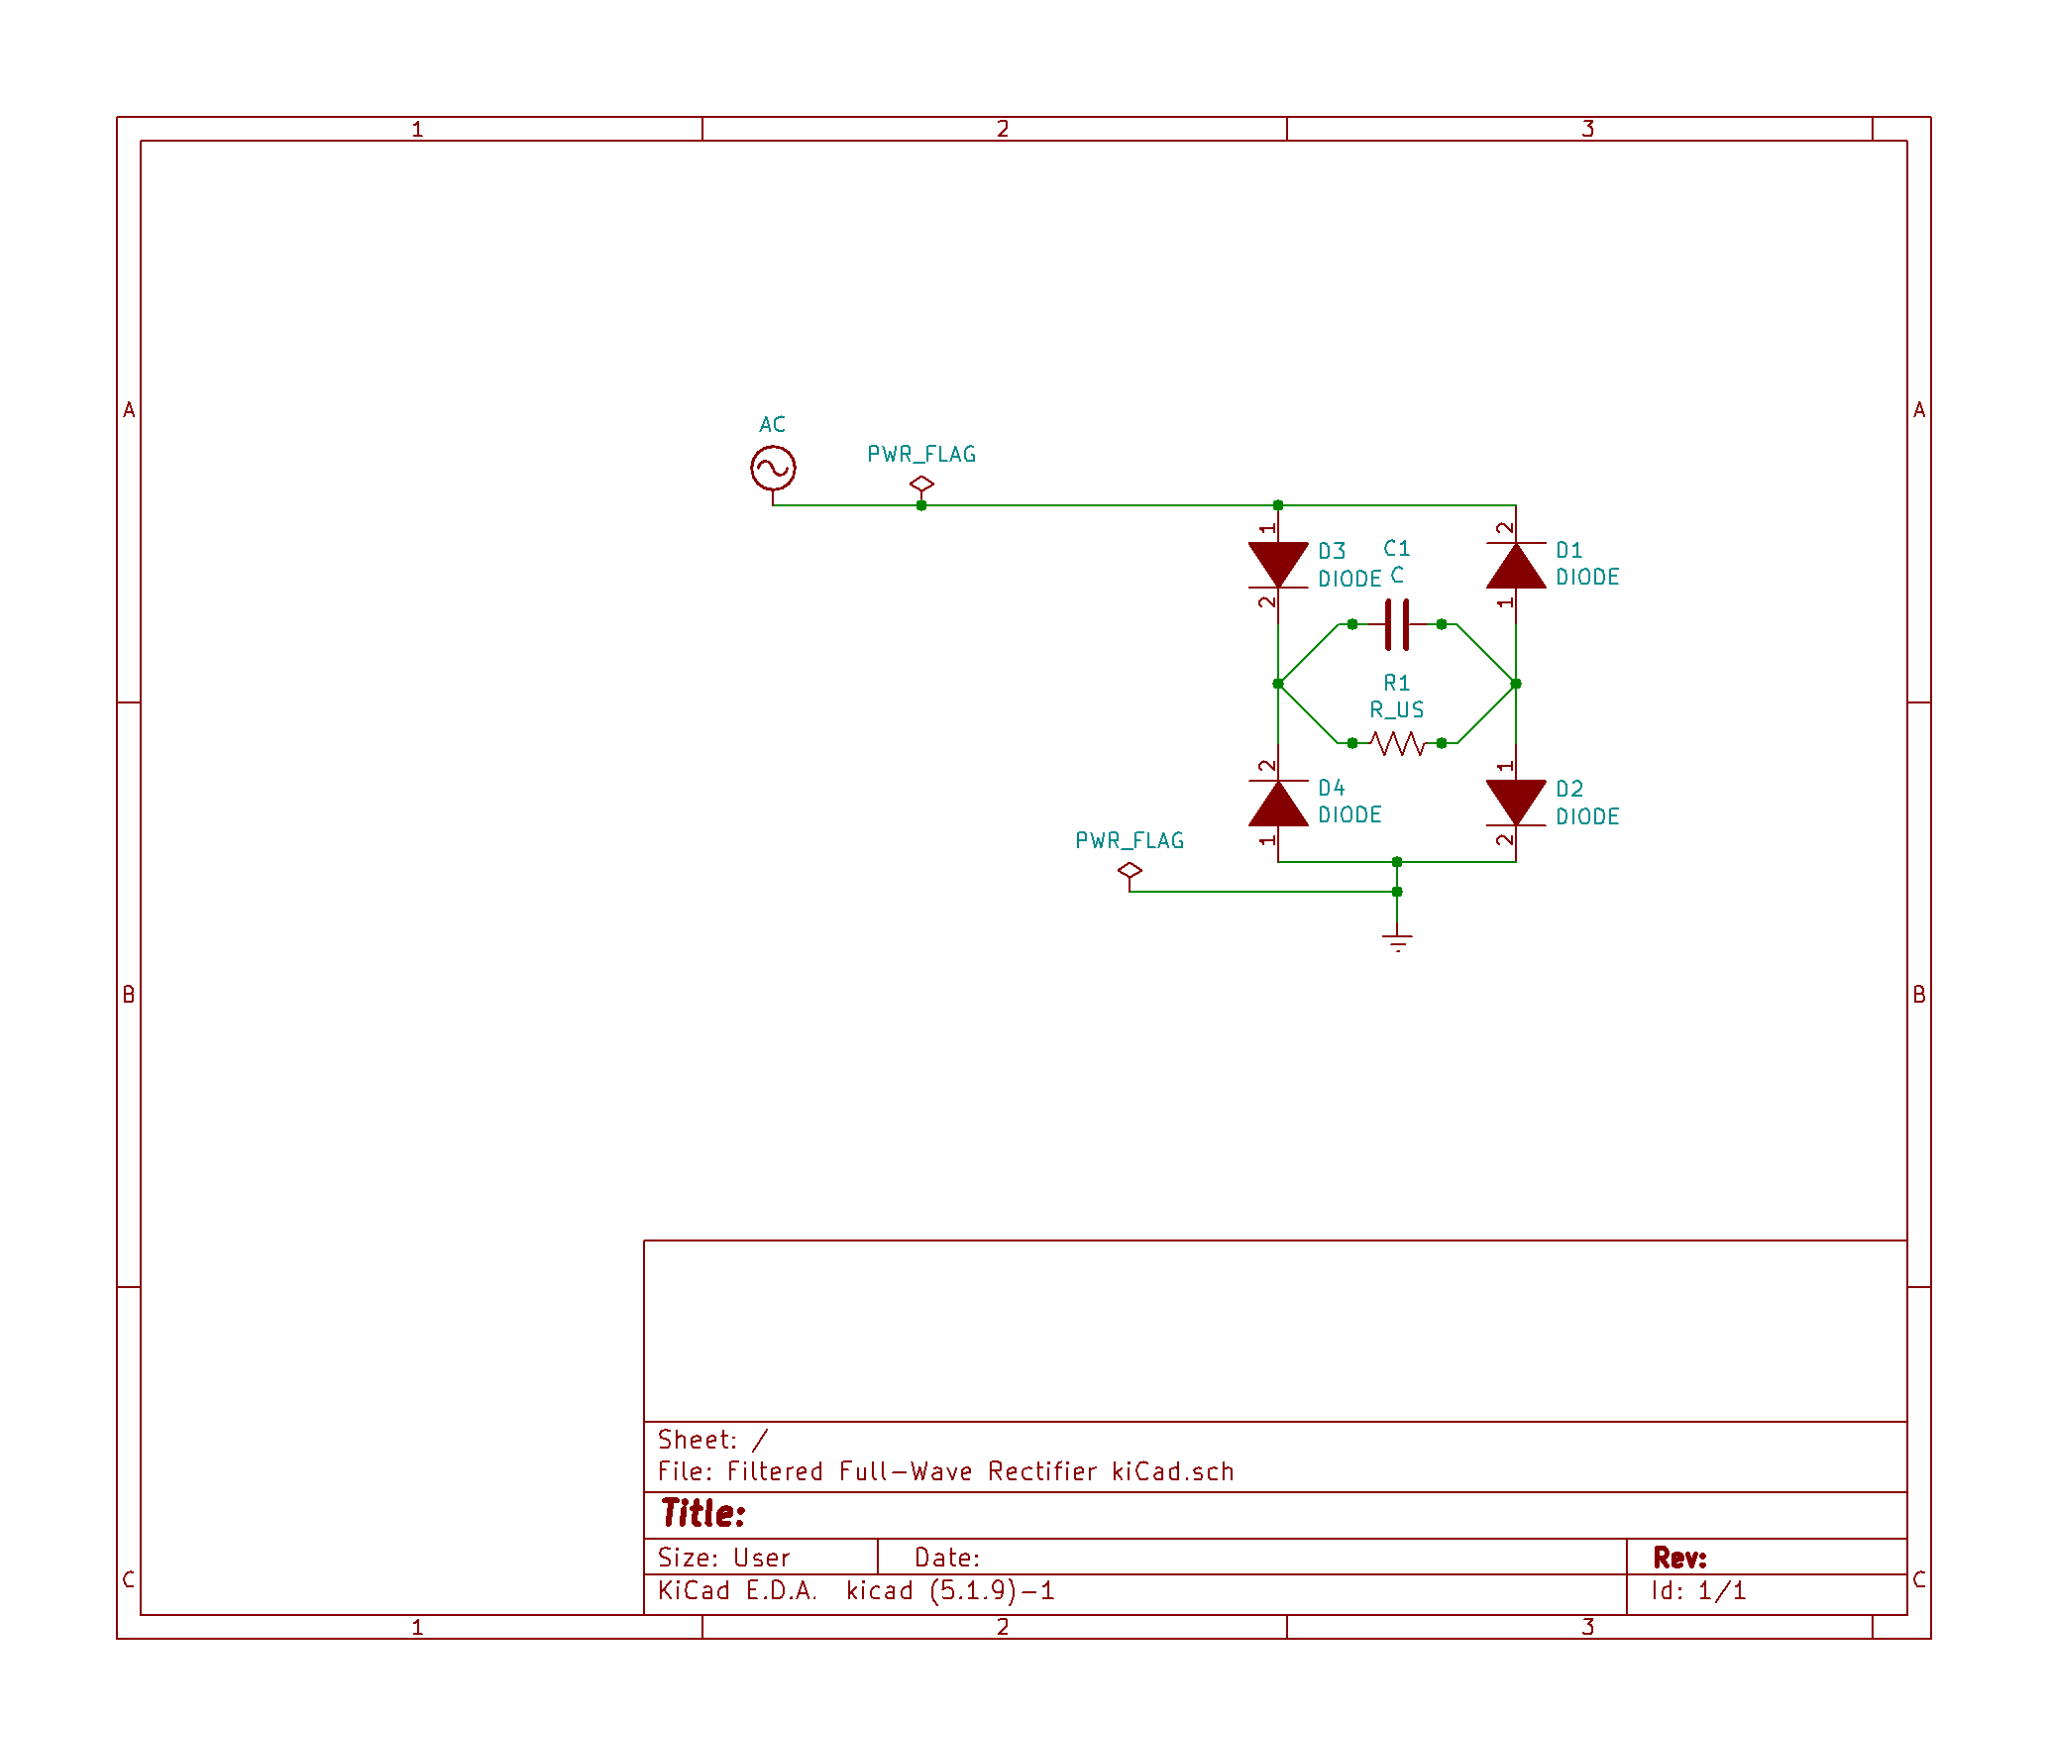 1
2
3
A
A
AC
PWR_FLAG
1
2
D3
DIODE
C1
C
D1
DIODE
2
1
R1
R_US
2
1
D4
DIODE
D2
DIODE
PWR_FLAG
1
2
B
B
Sheet: /
File: Filtered Full-Wave Rectifier kiCad.sch
Title:
Size: User
Date:
Rev:
KiCad E.D.A. kicad (5.1.9)-1
Id: 1/1
C
C
1
2
3